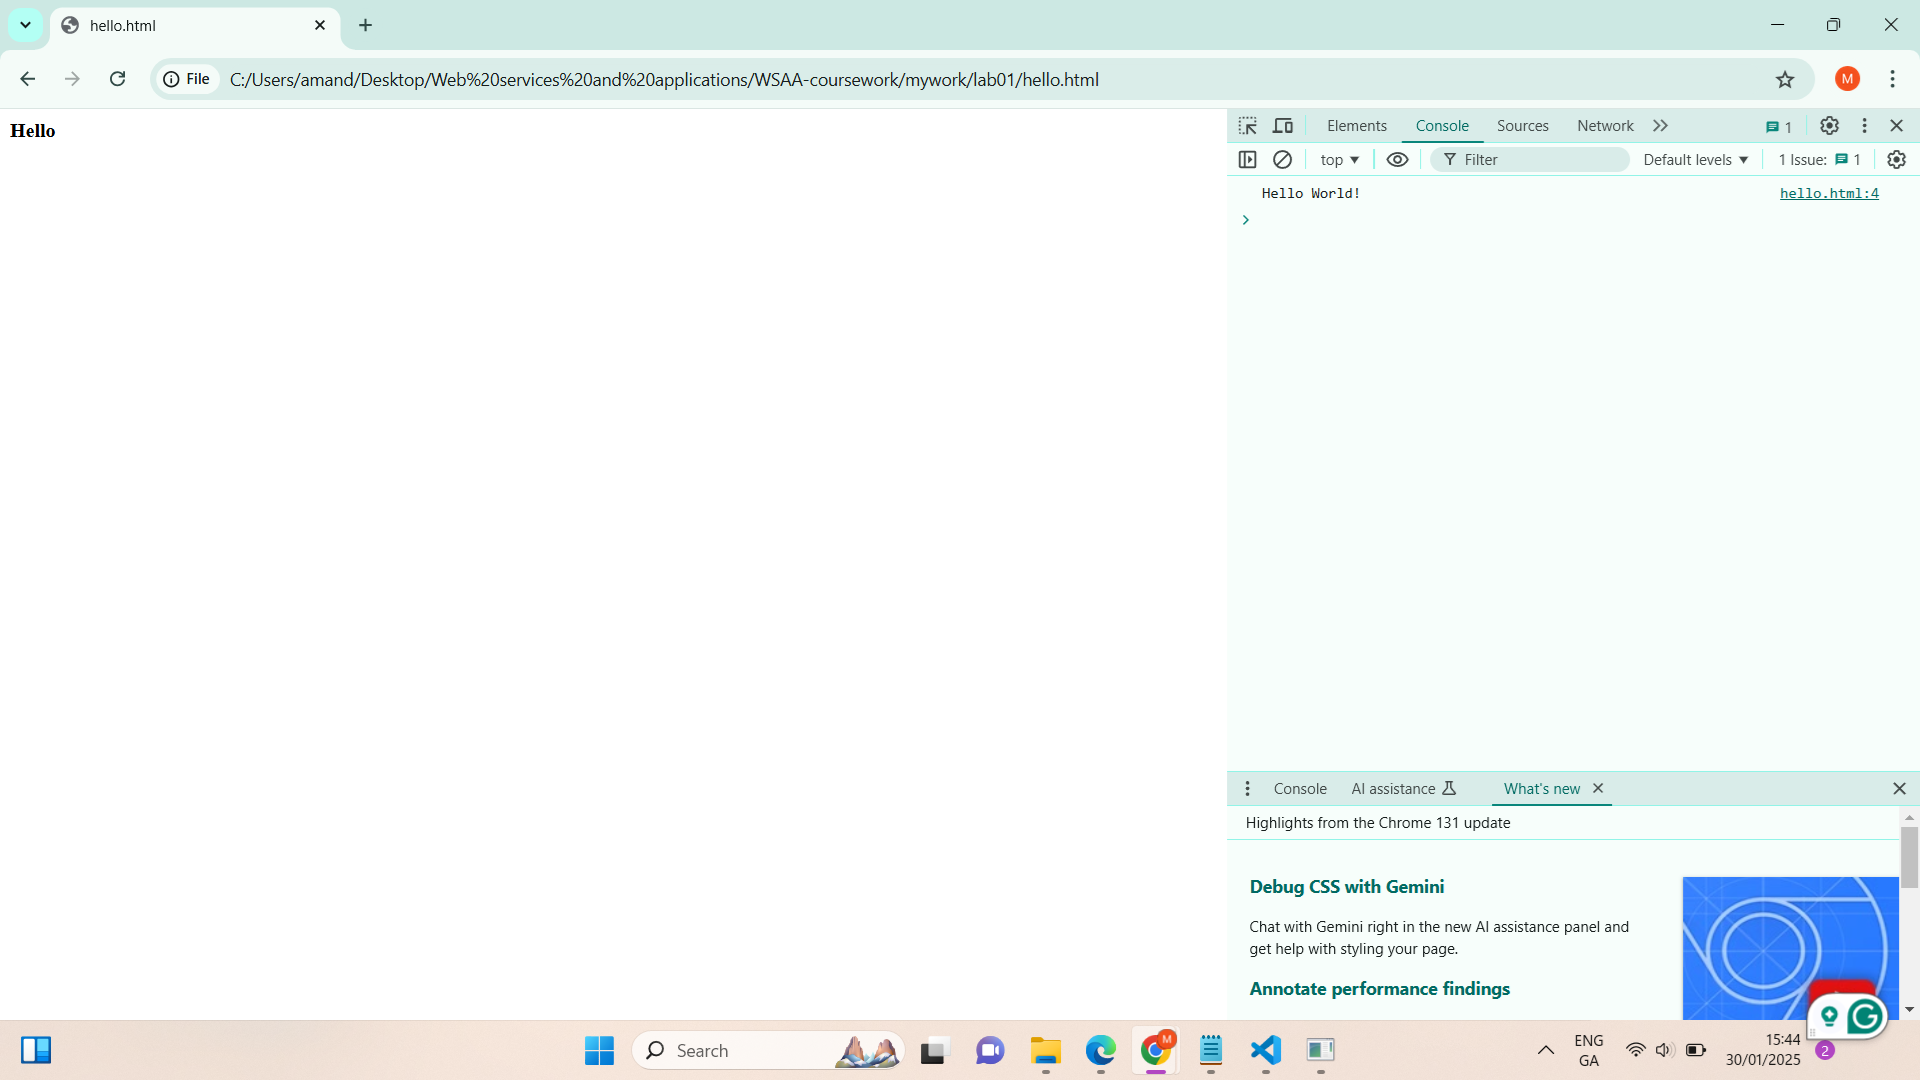 hello.html
File
C:/Users/amand/Desktop/Web%20services%20and%20applications/WSAA-coursework/mywork/lab01/hello.html
M
Hello
Elements Console Sources Network 1
top Filter Default levels 1 Issue: 1
Hello World! hello.html:4
Console AI assistance What's new
Highlights from the Chrome 131 update
Debug CSS with Gemini
Chat with Gemini right in the new AI assistance panel and
get help with styling your page.
Annotate performance findings
Search
M
ENG
GA
15:44
30/01/2025
2